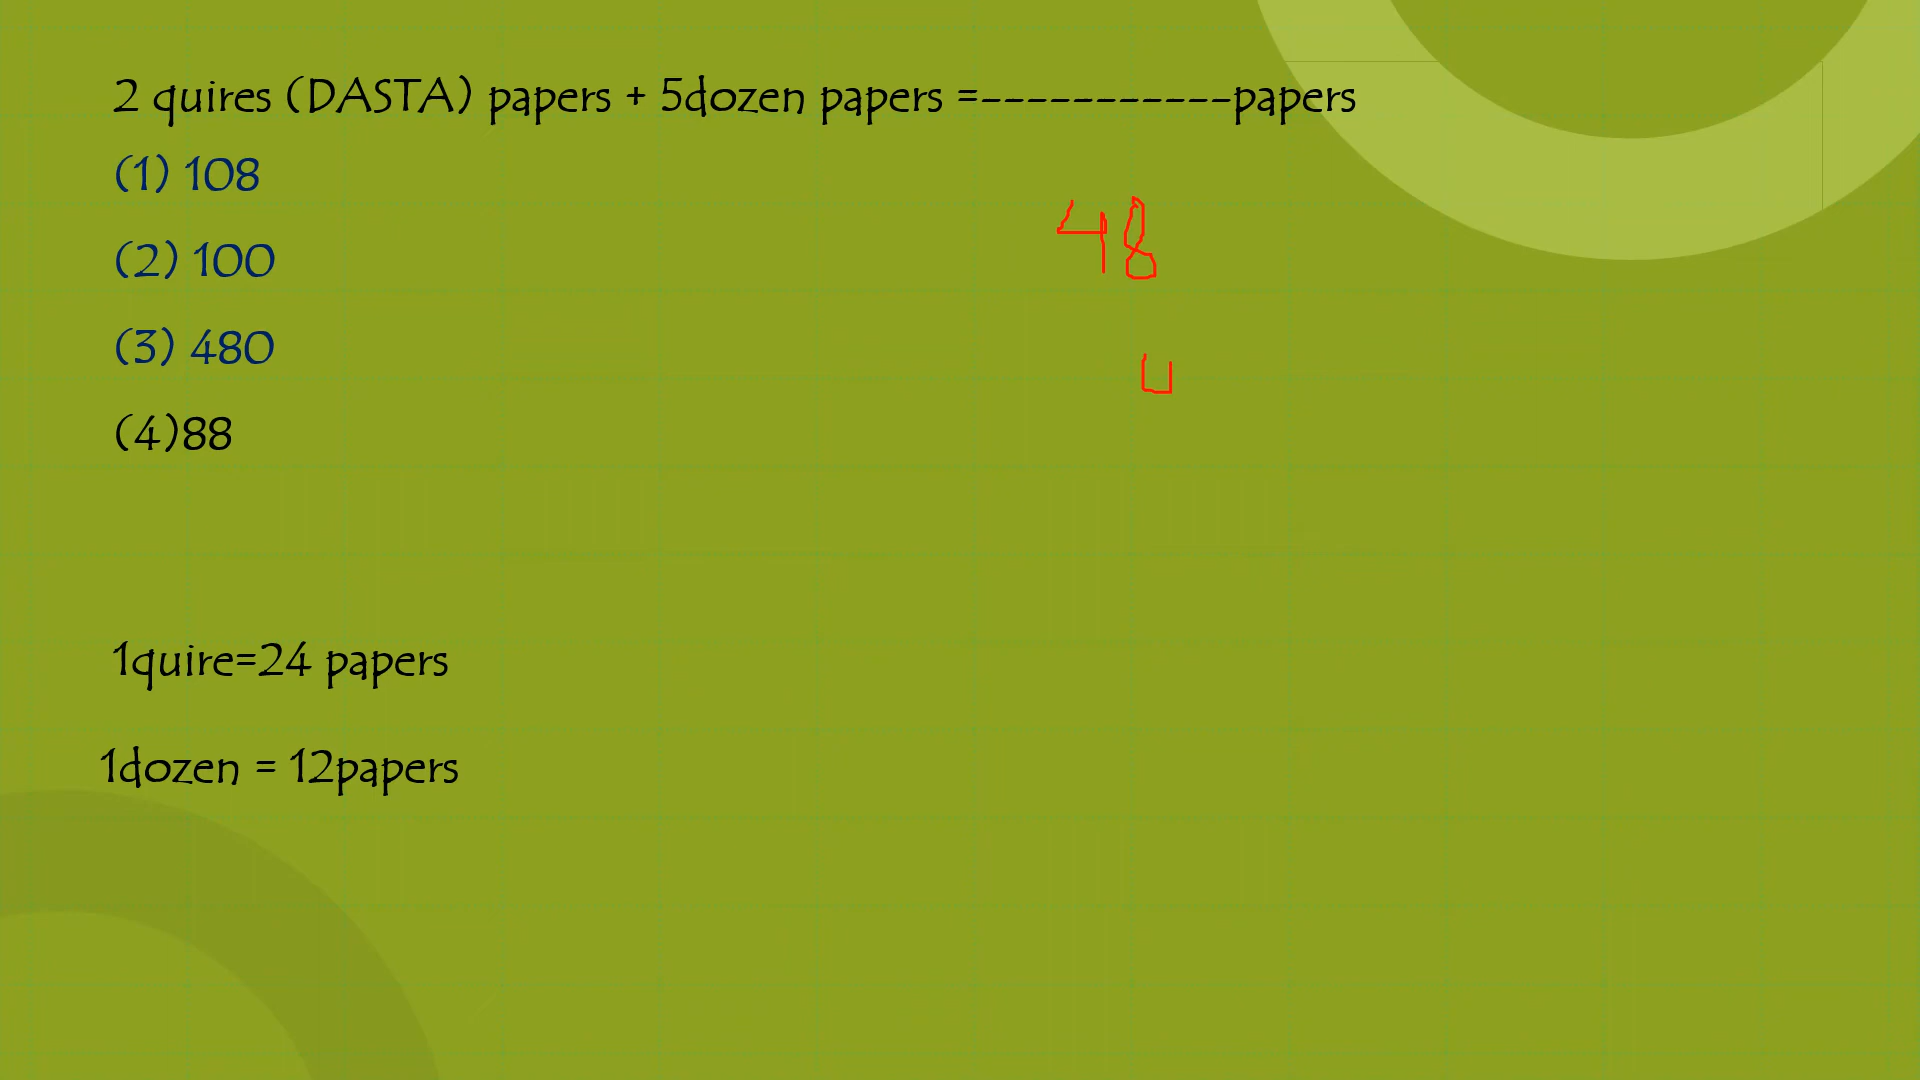 2 quires (DASTA) papers + 5dozen papers =-----------papers
(1) 108
(2) 100
48
(3) 480
(4)88
1quire=24 papers
1dozen = 12papers